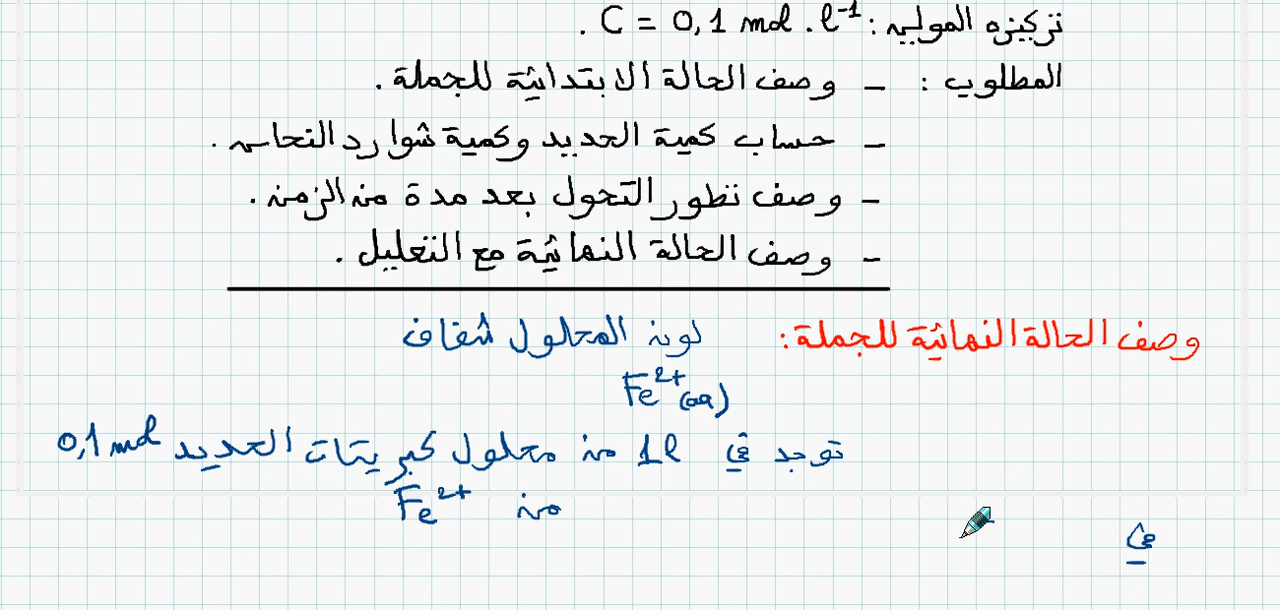 تركيزه المولي : C = 0,1 mol . l⁻¹ .
المطلوب : – وصف الحالة الابتدائية للجملة .
– حساب كمية الحديد وكمية شوارد النحاس .
– وصف تطور التحول بعد مدة من الزمن .
– وصف الحالة النهائية مع التعليل .
وصف الحالة النهائية للجملة : لون المحلول شفاف
Fe²⁺(aq)
توجد في 1l من محلول كبريتات الحديد 0,1 mol
من Fe²⁺
في